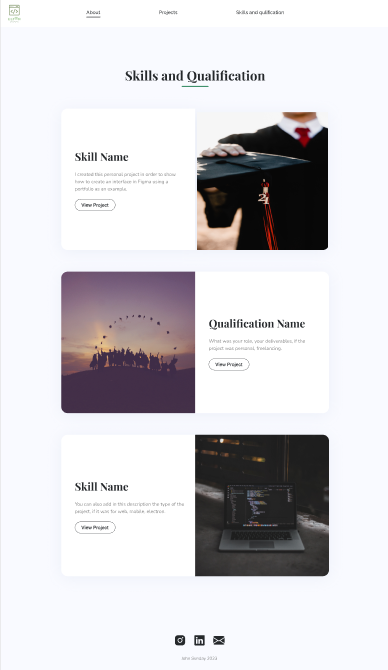 About Projects Skills and qulification
Skills and Qualification
Skill Name
I created this personal project in order to show
how to create an interface in Figma using a
portfolio as an example.
View Project
21
Qualification Name
What was your role, your deliverables, if the
project was personal, freelancing.
View Project
Skill Name
You can also add in this description the type of the
project, if it was for web, mobile, electron.
View Project